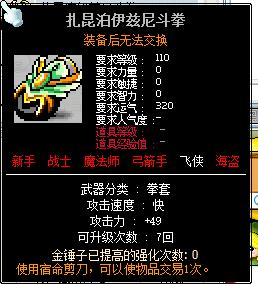 扎昆泊伊兹尼斗拳
装备后无法交换
要求等级： 110
要求力量： 0
要求敏捷： 0
要求智力： 0
要求运气： 320
要求人气度： -
道具等级： -
道具经验值： -
新手 战士 魔法师 弓箭手 飞侠 海盗
武器分类 ： 拳套
攻击速度 ： 快
攻击力 ： +49
可升级次数 ： 7回
金锤子已提高的强化次数： 0
使用宿命剪刀，可以使物品交易1次。